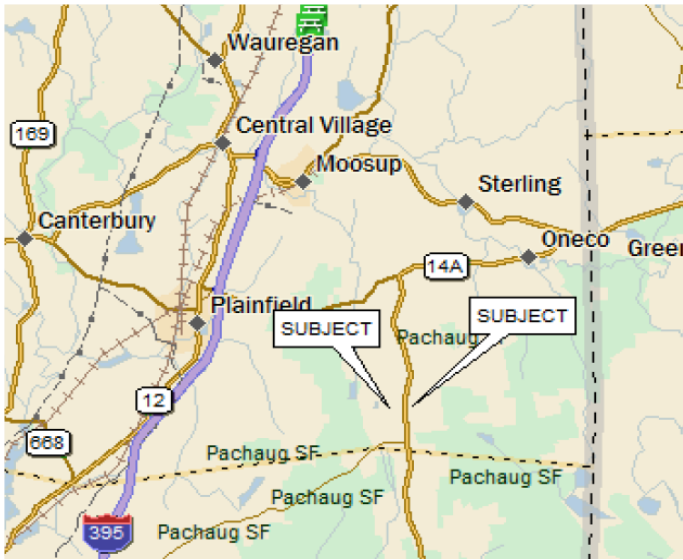 Wauregan
Central Village
169
Moosup
Sterling
Canterbury
Oneco
Green
14A
Plainfield
SUBJECT
SUBJECT
Pachaug
12
668
Pachaug SF
Pachaug SF
Pachaug SF
Pachaug SF
395